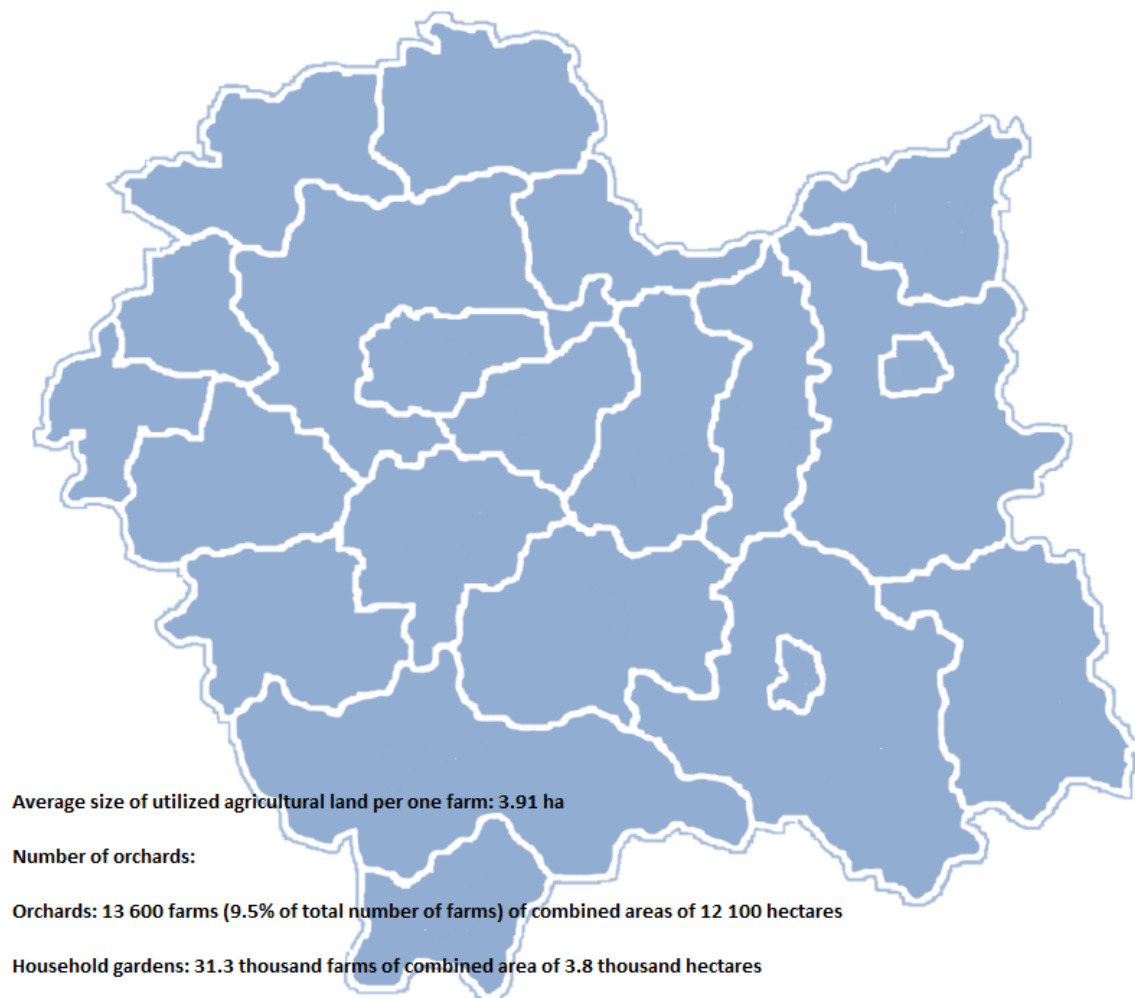 Average size of utilized agricultural land per one farm: 3.91 ha
Number of orchards:
Orchards: 13 600 farms (9.5% of total number of farms) of combined areas of 12 100 hectares
Household gardens: 31.3 thousand farms of combined area of 3.8 thousand hectares